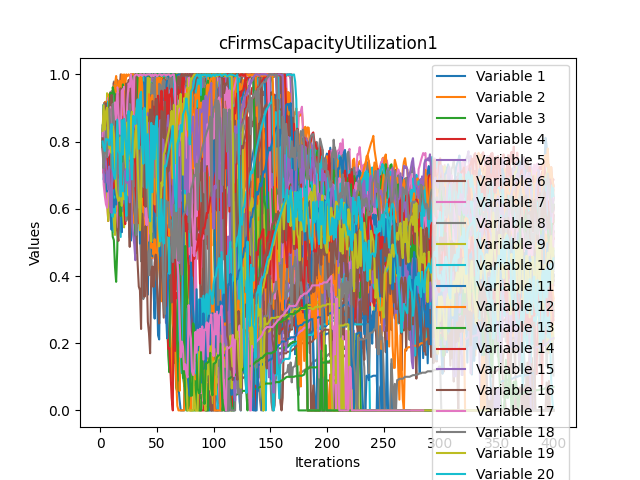 cFirmsCapacityUtilization1
Values
1.0
0.8
0.6
0.4
0.2
0.0
0
50
100
150
200
250
300
350
400
Iterations
Variable 1
Variable 2
Variable 3
Variable 4
Variable 5
Variable 6
Variable 7
Variable 8
Variable 9
Variable 10
Variable 11
Variable 12
Variable 13
Variable 14
Variable 15
Variable 16
Variable 17
Variable 18
Variable 19
Variable 20